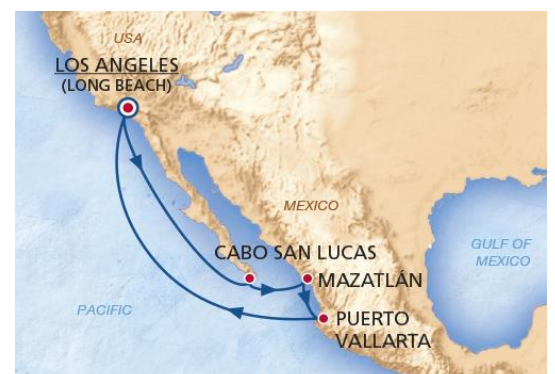 USA
LOS ANGELES
(LONG BEACH)
MEXICO
CABO SAN LUCAS
MAZATLÁN
GULF OF
MEXICO
PACIFIC
PUERTO
VALLARTA